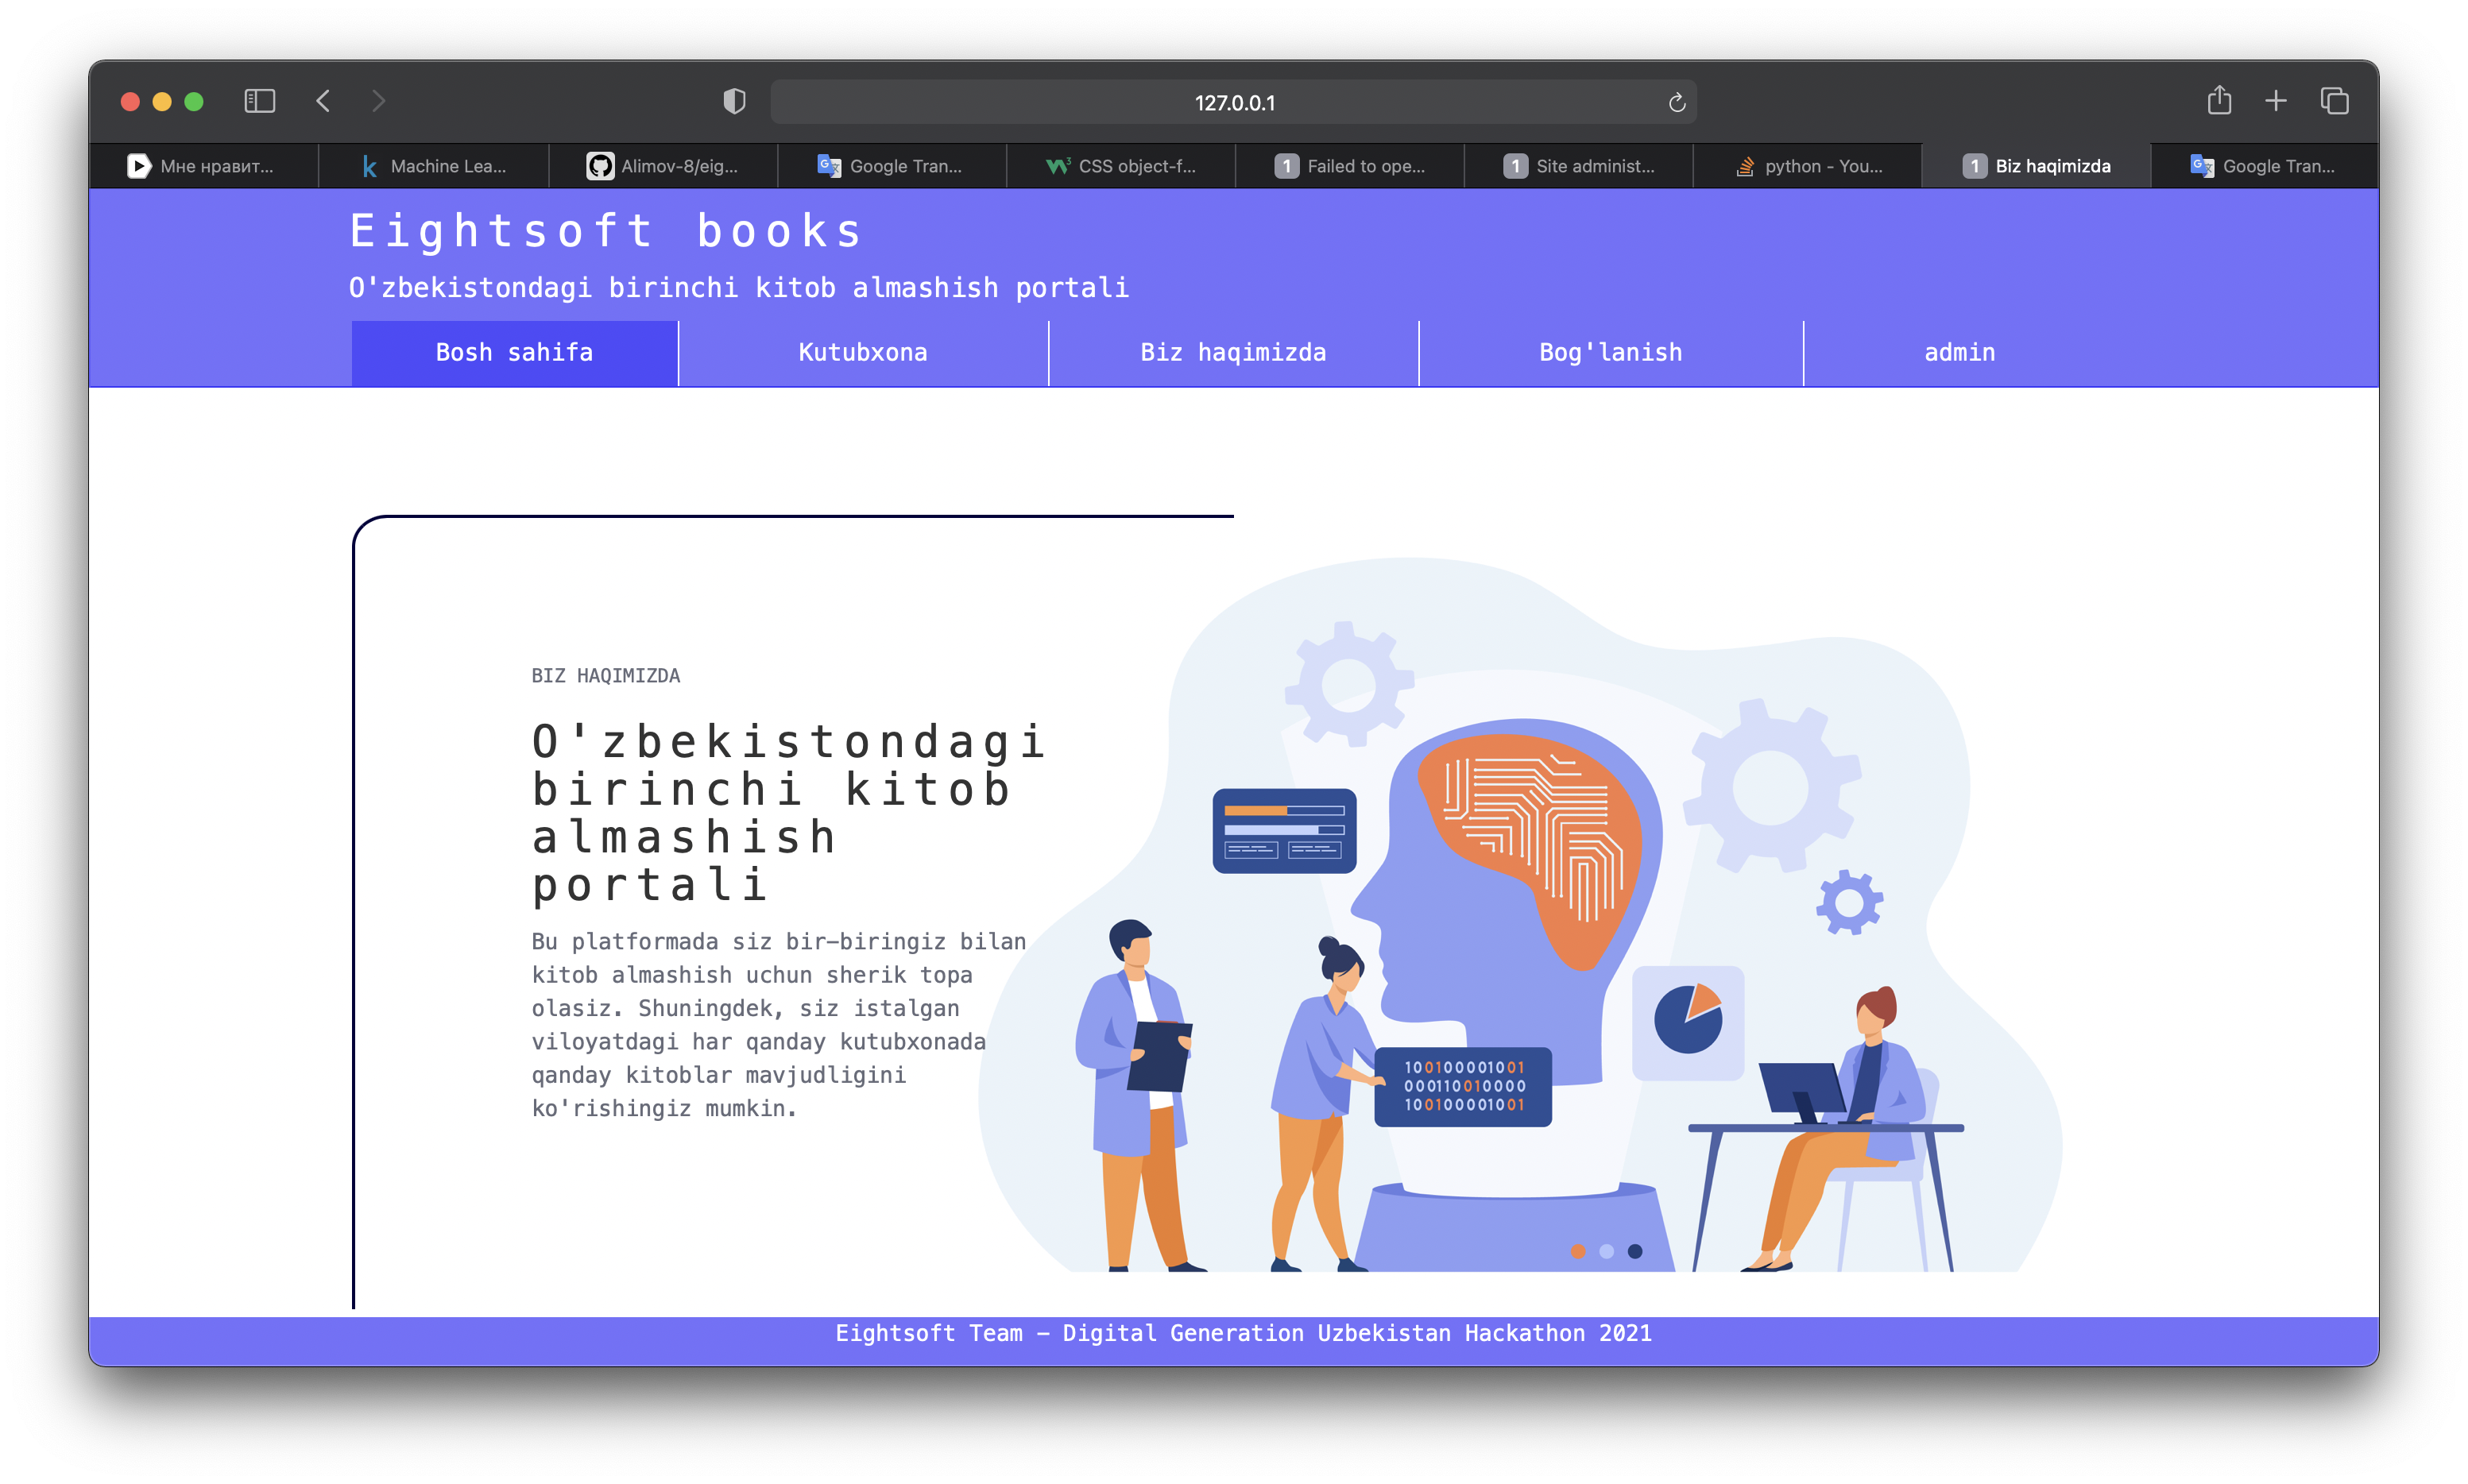 127.0.0.1
Мне нравит...
Machine Lea...
Alimov-8/eig...
Google Tran...
CSS object-f...
1 Failed to ope...
1 Site administ...
python - You...
1 Biz haqimizda
Google Tran...
Eightsoft books
O'zbekistondagi birinchi kitob almashish portali
Bosh sahifa
Kutubxona
Biz haqimizda
Bog'lanish
admin
BIZ HAQIMIZDA
O'zbekistondagi
birinchi kitob
almashish
portali
Bu platformada siz bir-biringiz bilan
kitob almashish uchun sherik topa
olasiz. Shuningdek, siz istalgan
viloyatdagi har qanday kutubxonada
qanday kitoblar mavjudligini
ko'rishingiz mumkin.
100100001001
000110010000
100100001001
Eightsoft Team - Digital Generation Uzbekistan Hackathon 2021